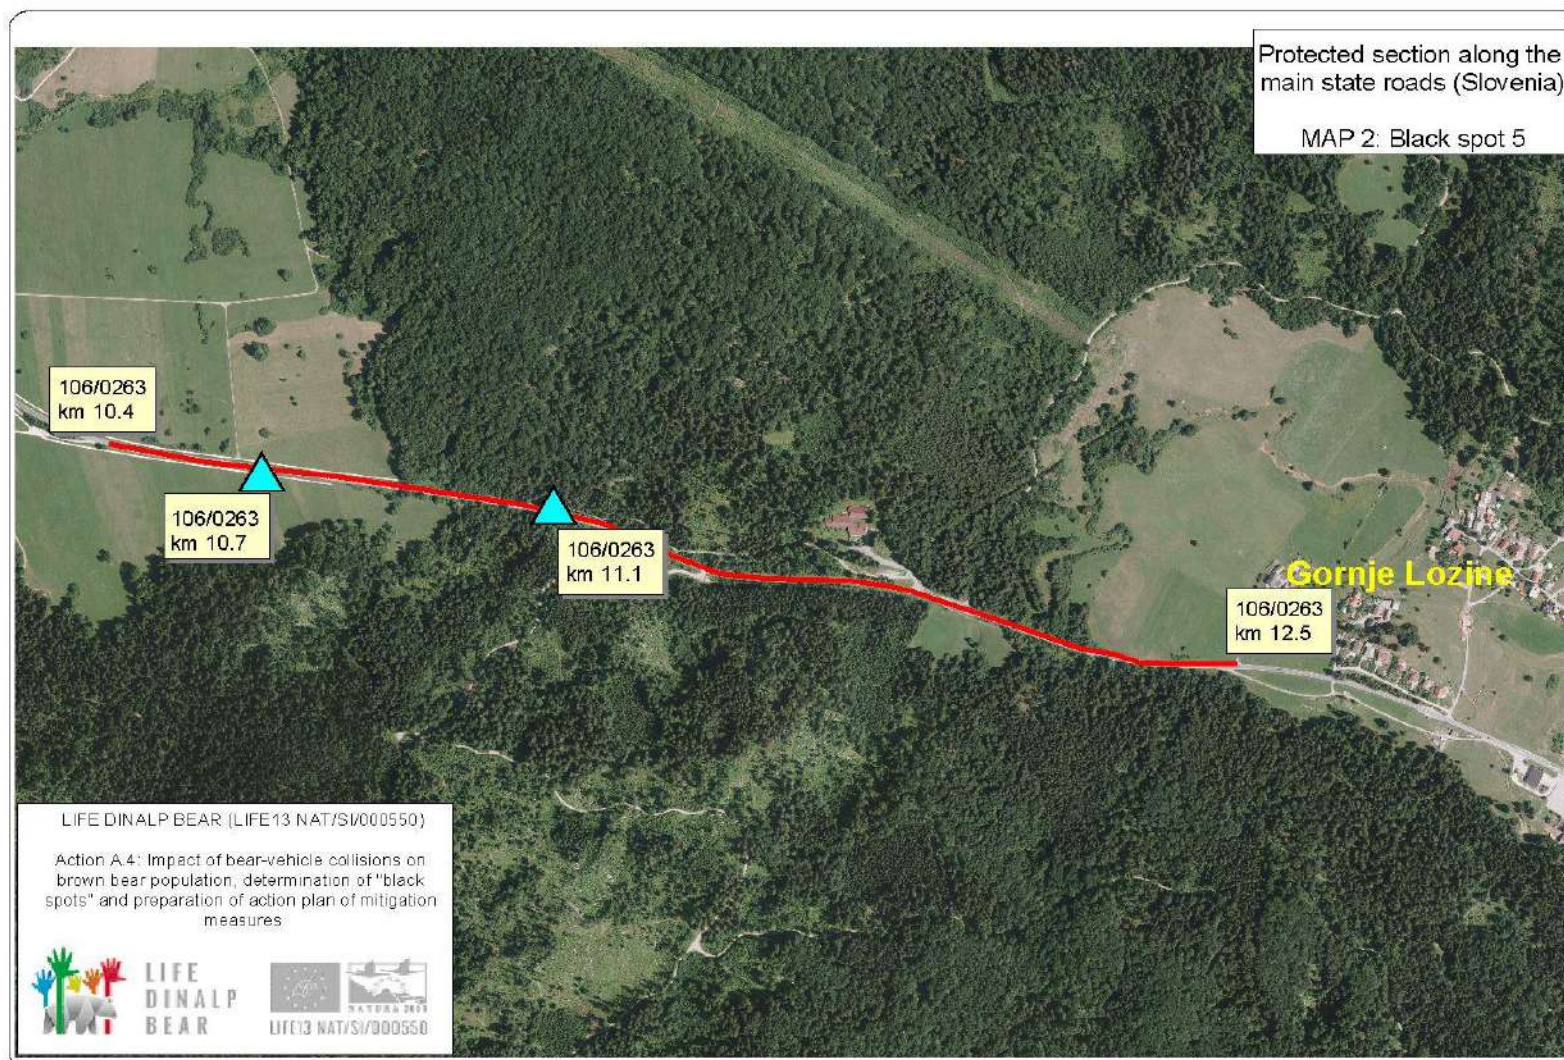 Protected section along the
main state roads (Slovenia)
MAP 2: Black spot 5
106/0263
km 10.4
106/0263
km 10.7
106/0263
km 11.1
Gornje Lozine
106/0263
km 12.5
LIFE DINALP BEAR (LIFE13 NAT/SI/000550)
Action A.4: Impact of bear-vehicle collisions on
brown bear population, determination of "black
spots" and preparation of action plan of mitigation
measures
LIFE
DINALP
BEAR
NATURA 2000
LIFE13 NAT/SI/000550